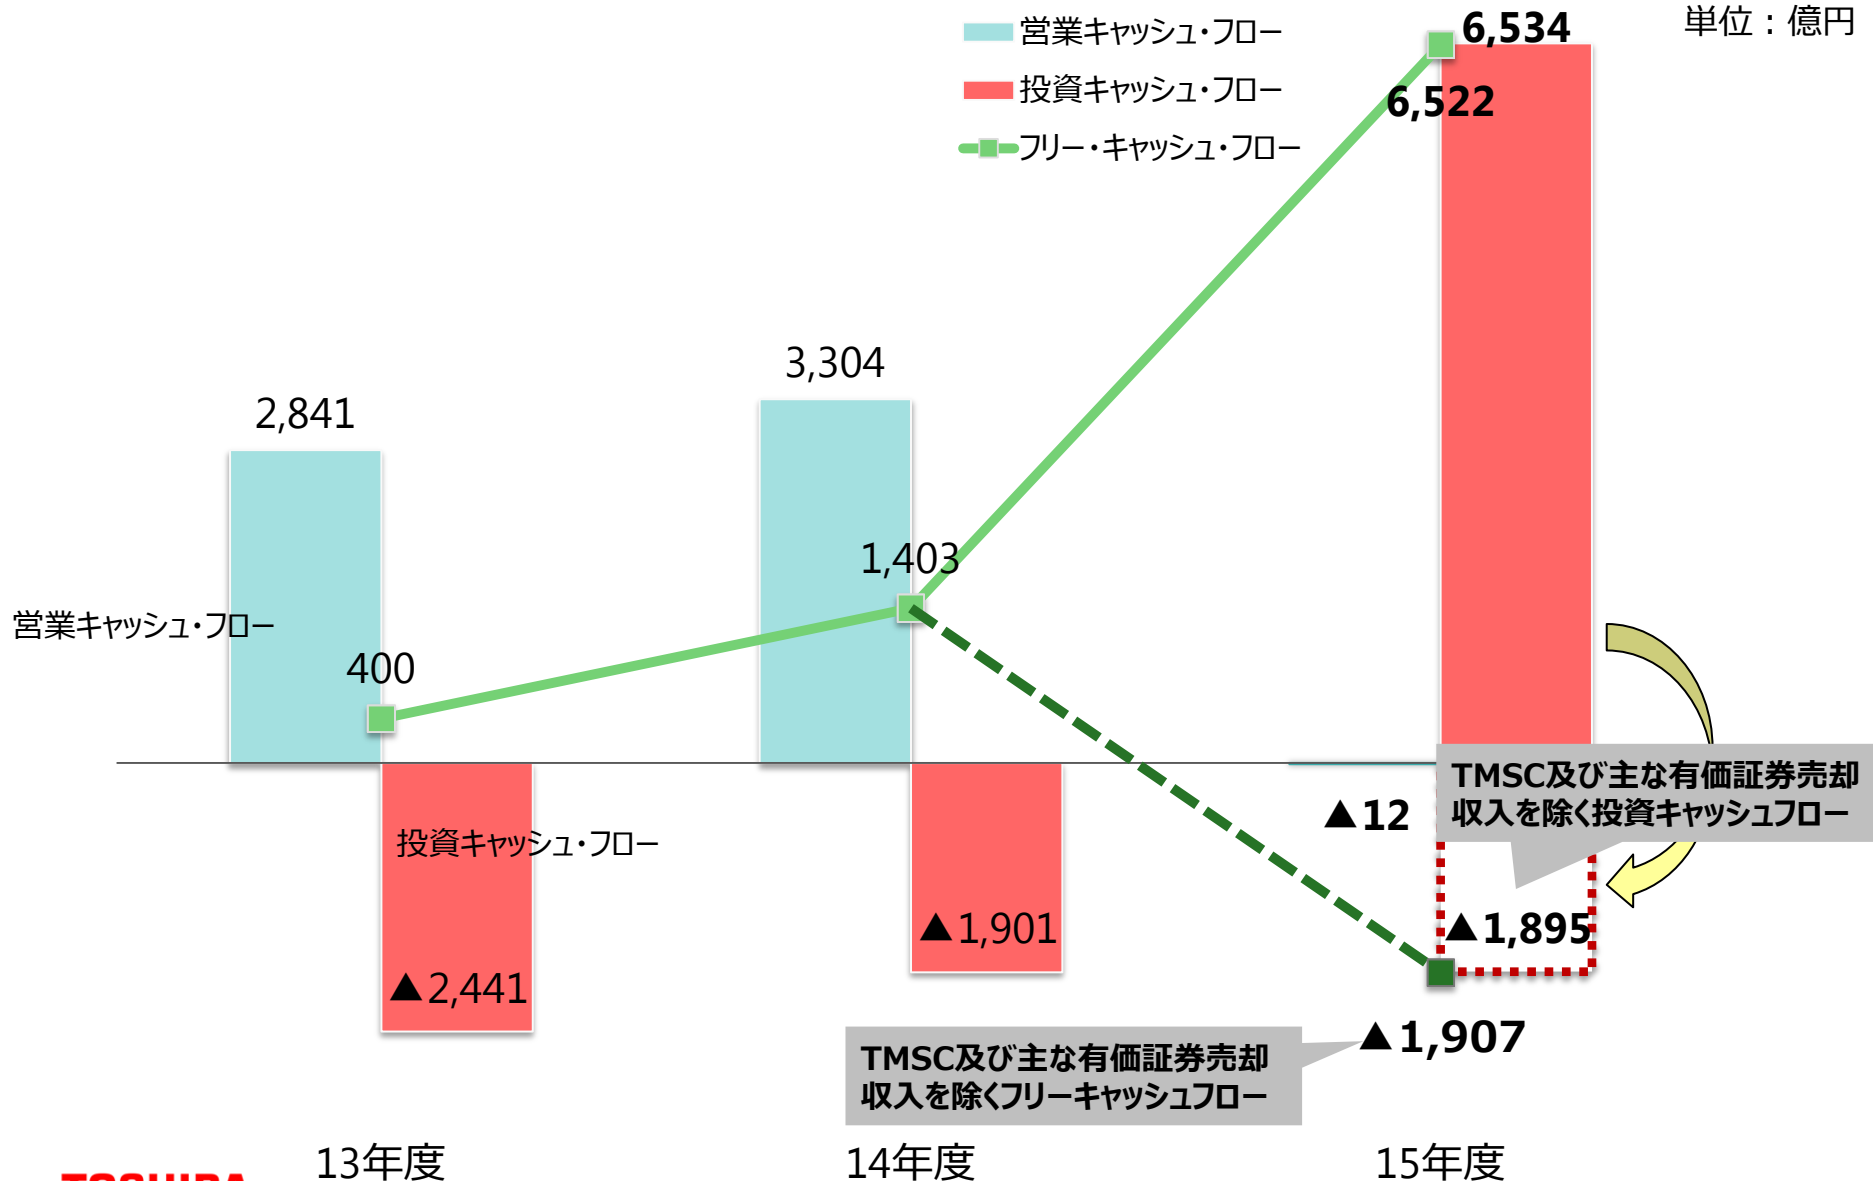 営業キャッシュ・フロー
投資キャッシュ・フロー
フリー・キャッシュ・フロー
単位：億円
6,534
6,522
3,304
2,841
1,403
営業キャッシュ・フロー
400
TMSC及び主な有価証券売却
収入を除く投資キャッシュフロー
▲12
投資キャッシュ・フロー
▲1,901
▲1,895
▲2,441
▲1,907
TMSC及び主な有価証券売却
収入を除くフリーキャッシュフロー
13年度
14年度
15年度
TOSHIBA